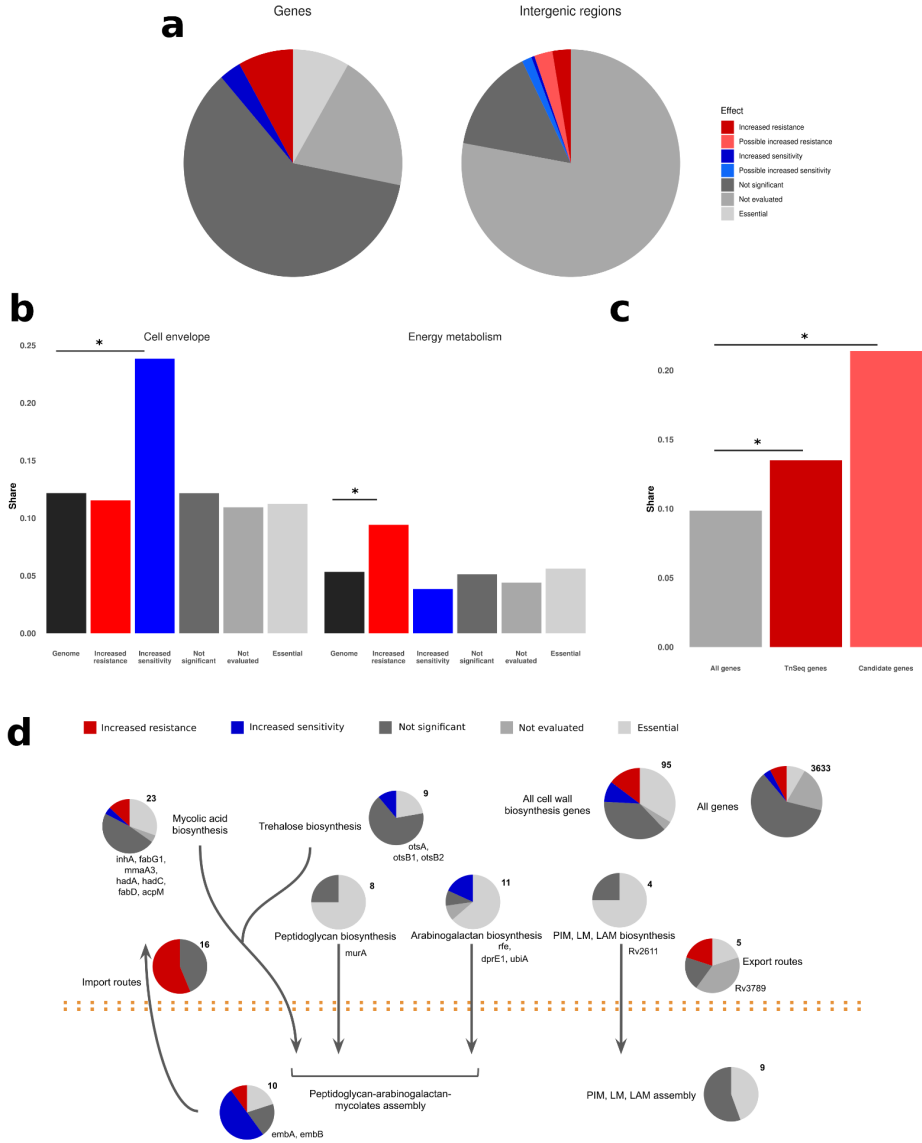 a
Genes
Intergenic regions
Effect
Increased resistance
Possible increased resistance
Increased sensitivity
Possible increased sensitivity
Not significant
Not evaluated
Essential
b
Cell envelope
Energy metabolism
*
*
Share
0.25
0.20
0.15
0.10
0.05
0.00
Genome
Increased
resistance
Increased
sensitivity
Not
significant
Not
evaluated
Essential
Genome
Increased
resistance
Increased
sensitivity
Not
significant
Not
evaluated
Essential
c
*
*
Share
0.20
0.15
0.10
0.05
0.00
All genes
TnSeq genes
Candidate genes
d
Increased resistance
Increased sensitivity
Not significant
Not evaluated
Essential
23
Mycolic acid
biosynthesis
inhA, fabG1,
mmaA3,
hadA, hadC,
fabD, acpM
Trehalose biosynthesis
9
otsA,
otsB1, otsB2
All cell wall
biosynthesis genes
95
All genes
3633
8
Peptidoglycan biosynthesis
murA
11
Arabinogalactan biosynthesis
rfe,
dprE1, ubiA
4
PIM, LM, LAM biosynthesis
Rv2611
5
Export routes
Rv3789
Import routes
16
10
embA, embB
Peptidoglycan-arabinogalactan-
mycolates assembly
PIM, LM, LAM assembly
9